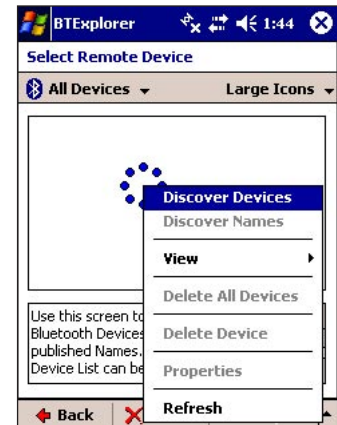 BTExplorer 1:44
Select Remote Device
All Devices Large Icons
Discover Devices
Discover Names
View
Delete All Devices
Delete Device
Properties
Refresh
Use this screen to
Bluetooth Devices
published Names.
Device List can be
Back